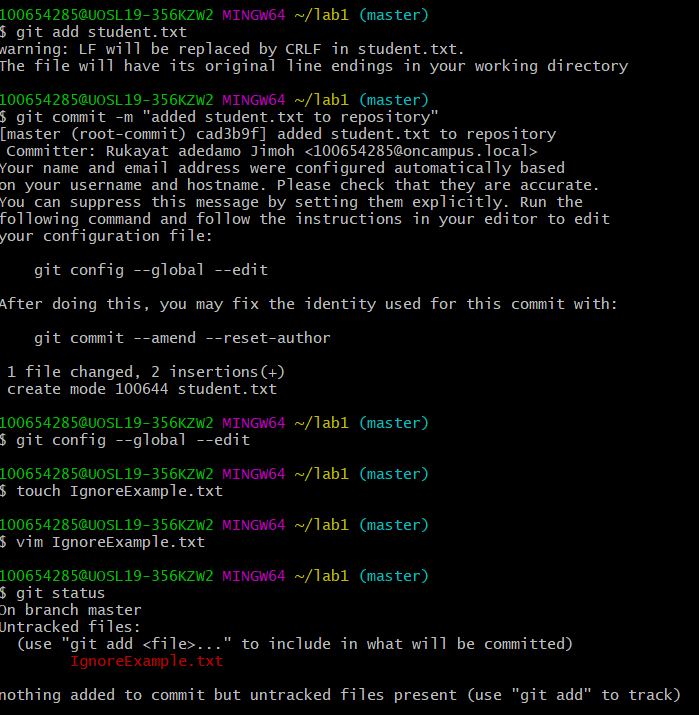 100654285@UOSL19-356KZW2 MINGW64 ~/lab1 (master)
$ git add student.txt
warning: LF will be replaced by CRLF in student.txt.
The file will have its original line endings in your working directory
100654285@UOSL19-356KZW2 MINGW64 ~/lab1 (master)
$ git commit -m "added student.txt to repository"
[master (root-commit) cad3b9f] added student.txt to repository
Committer: Rukayat adedamo Jimoh <100654285@oncampus.local>
Your name and email address were configured automatically based
on your username and hostname. Please check that they are accurate.
You can suppress this message by setting them explicitly. Run the
following command and follow the instructions in your editor to edit
your configuration file:
git config --global --edit
After doing this, you may fix the identity used for this commit with:
git commit --amend --reset-author
1 file changed, 2 insertions(+)
create mode 100644 student.txt
100654285@UOSL19-356KZW2 MINGW64 ~/lab1 (master)
$ git config --global --edit
100654285@UOSL19-356KZW2 MINGW64 ~/lab1 (master)
$ touch IgnoreExample.txt
100654285@UOSL19-356KZW2 MINGW64 ~/lab1 (master)
$ vim IgnoreExample.txt
100654285@UOSL19-356KZW2 MINGW64 ~/lab1 (master)
$ git status
On branch master
Untracked files:
(use "git add <file>..." to include in what will be committed)
IgnoreExample.txt
nothing added to commit but untracked files present (use "git add" to track)